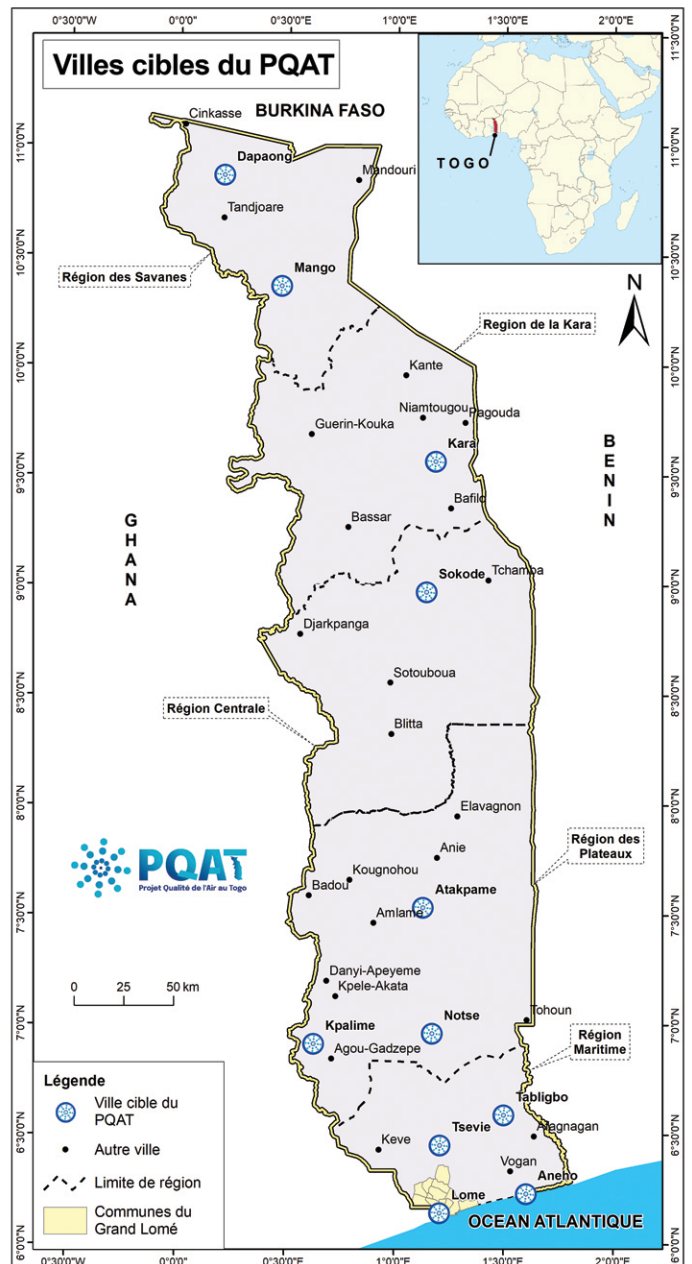 0°30'0"W
0°0'0"
0°30'0"E
1°0'0"E
1°30'0"E
2°0'0"E
11°30'0"N
11°0'0"N
10°30'0"N
10°0'0"N
9°30'0"N
9°0'0"N
8°30'0"N
8°0'0"N
7°30'0"N
7°0'0"N
6°30'0"N
6°0'0"N
Villes cibles du PQAT
TOGO
BURKINA FASO
Cinkasse
Dapaong
Mandouri
Tandjoare
Région des Savanes
Mango
N
Region de la Kara
Kante
Niamtougou
Pagouda
Guerin-Kouka
Kara
BENIN
Bafilo
GHANA
Bassar
Sokode
Tchamba
Djarkpanga
Sotouboua
Région Centrale
Blitta
Elavagnon
PQAT
Projet Qualité de l'Air au Togo
Anie
Région des
Plateaux
Kougnohou
Badou
Atakpame
Amlame
Danyi-Apeyeme
Kpele-Akata
0 25 50 km
Tohoun
Notse
Kpalime
Région
Maritime
Agou-Gadzepe
Tabligbo
Tsevie
Afagnagan
Keve
Vogan
Aneho
Lome
OCEAN ATLANTIQUE
Légende
Ville cible du
PQAT
Autre ville
Limite de région
Communes du
Grand Lomé
11°0'0"N
10°30'0"N
10°0'0"N
9°30'0"N
9°0'0"N
8°30'0"N
8°0'0"N
7°30'0"N
7°0'0"N
6°30'0"N
6°0'0"N
0°30'0"W
0°0'0"
0°30'0"E
1°0'0"E
1°30'0"E
2°0'0"E